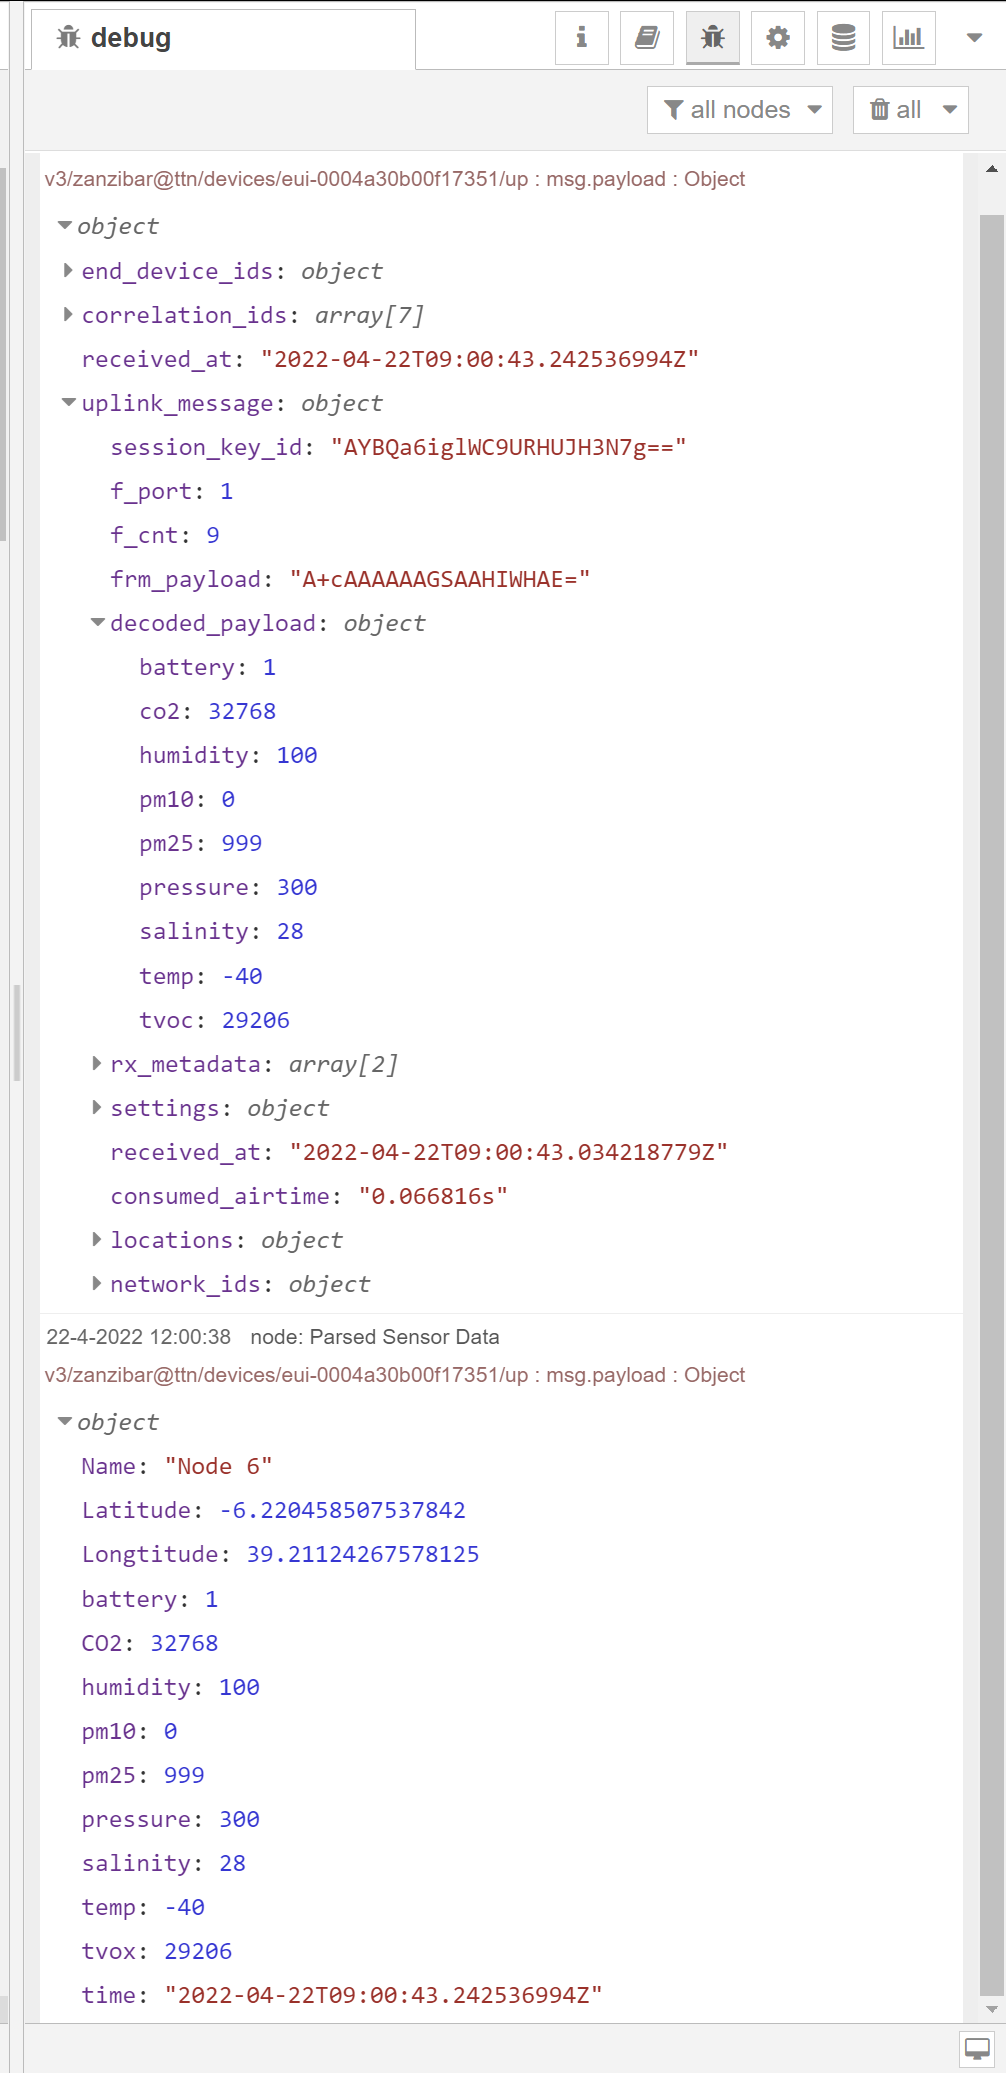 debug
all nodes
all
v3/zanzibar@ttn/devices/eui-0004a30b00f17351/up : msg.payload : Object
object
end_device_ids: object
correlation_ids: array[7]
received_at: "2022-04-22T09:00:43.242536994Z"
uplink_message: object
session_key_id: "AYBQa6iglWC9URHUJH3N7g=="
f_port: 1
f_cnt: 9
frm_payload: "A+cAAAAAAGSAAHIWHAE="
decoded_payload: object
battery: 1
co2: 32768
humidity: 100
pm10: 0
pm25: 999
pressure: 300
salinity: 28
temp: -40
tvoc: 29206
rx_metadata: array[2]
settings: object
received_at: "2022-04-22T09:00:43.034218779Z"
consumed_airtime: "0.066816s"
locations: object
network_ids: object
22-4-2022 12:00:38 node: Parsed Sensor Data
v3/zanzibar@ttn/devices/eui-0004a30b00f17351/up : msg.payload : Object
object
Name: "Node 6"
Latitude: -6.220458507537842
Longtitude: 39.21124267578125
battery: 1
CO2: 32768
humidity: 100
pm10: 0
pm25: 999
pressure: 300
salinity: 28
temp: -40
tvox: 29206
time: "2022-04-22T09:00:43.242536994Z"